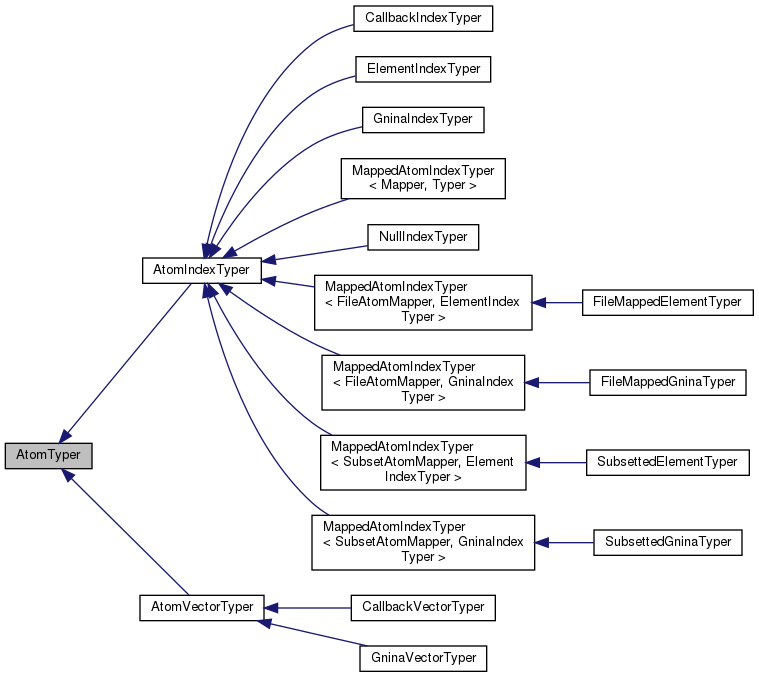 CallbackIndexTyper
ElementIndexTyper
GninaIndexTyper
MappedAtomIndexTyper
< Mapper, Typer >
NullIndexTyper
AtomIndexTyper
MappedAtomIndexTyper
< FileAtomMapper, ElementIndex
Typer >
FileMappedElementTyper
MappedAtomIndexTyper
< FileAtomMapper, GninaIndex
Typer >
FileMappedGninaTyper
AtomTyper
MappedAtomIndexTyper
< SubsetAtomMapper, Element
IndexTyper >
SubsettedElementTyper
MappedAtomIndexTyper
< SubsetAtomMapper, GninaIndex
Typer >
SubsettedGninaTyper
AtomVectorTyper
CallbackVectorTyper
GninaVectorTyper